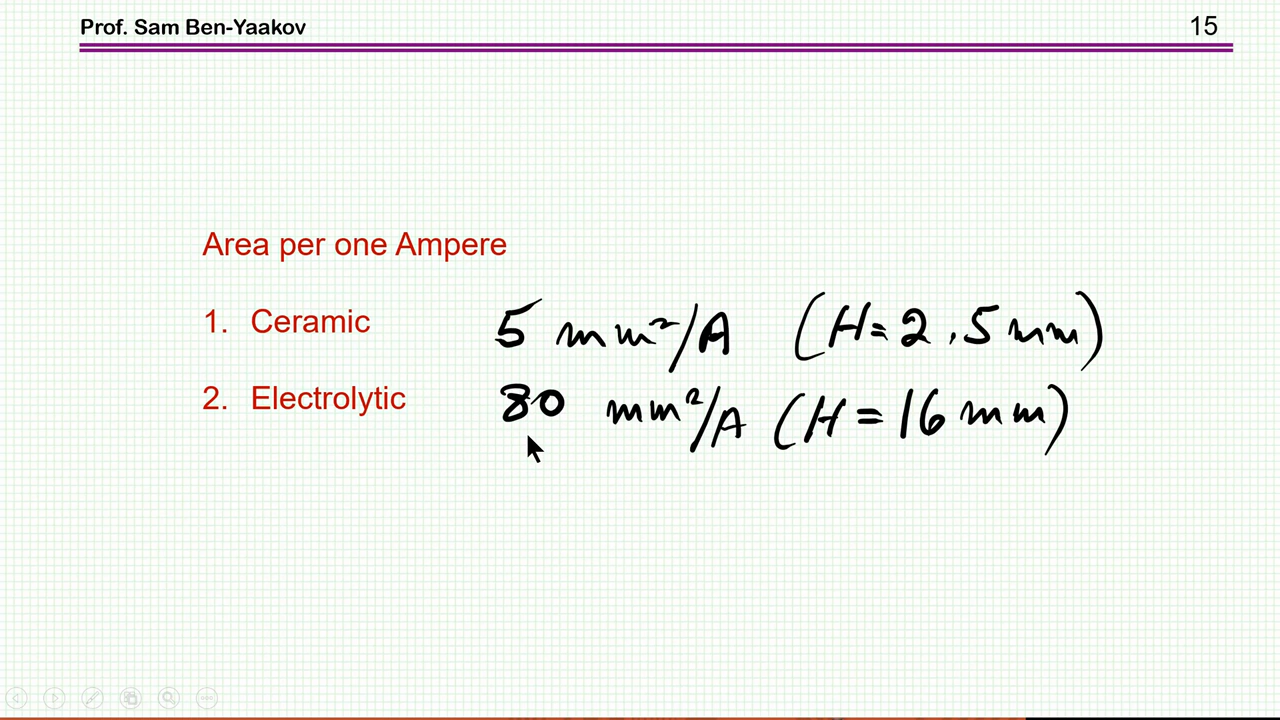 Prof. Sam Ben-Yaakov 15
Area per one Ampere
1. Ceramic 5 mm²/A (H=2.5mm)
2. Electrolytic 80 mm²/A (H=16mm)